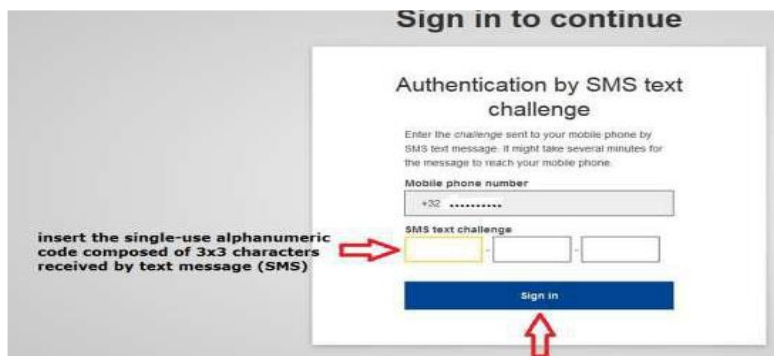 Sign in to continue
Authentication by SMS text
challenge
Enter the challenge sent to your mobile phone by
SMS text message. It might take several minutes for
the message to reach your mobile phone.
Mobile phone number
+32 ••••••••••
SMS text challenge
- -
insert the single-use alphanumeric
code composed of 3x3 characters
received by text message (SMS)
Sign in